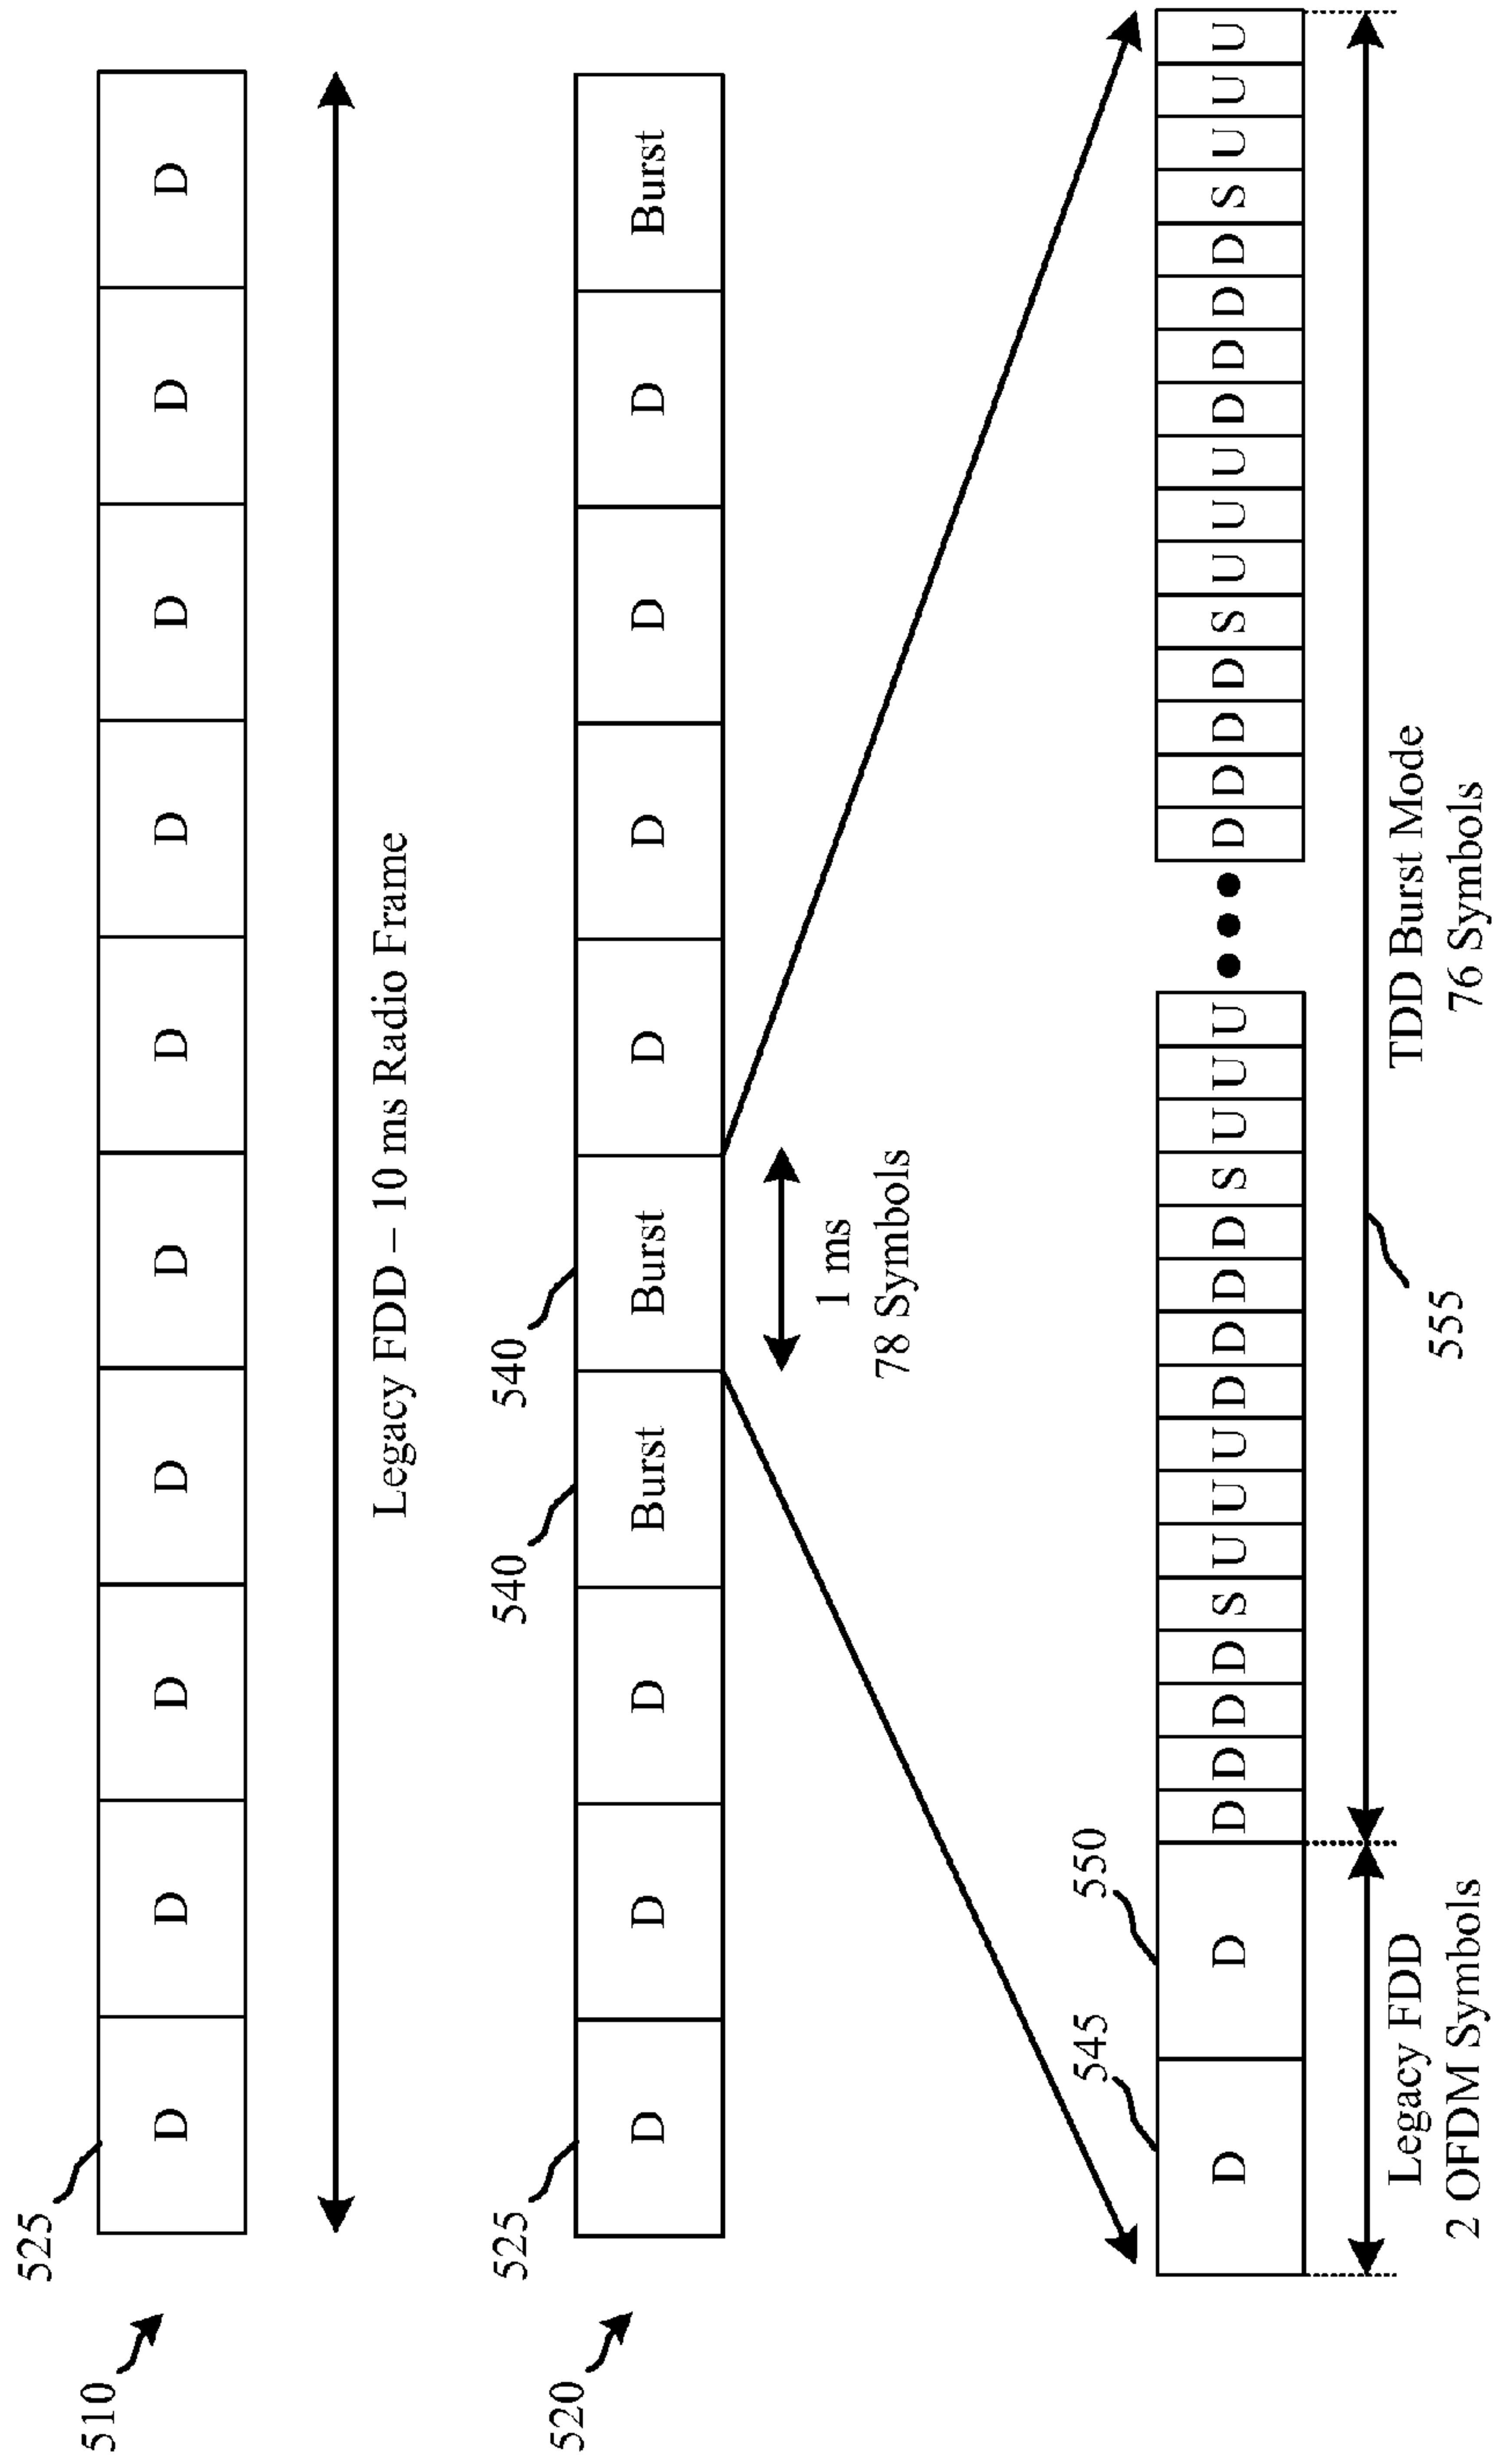 510
525
D D D D D D D D D D
Legacy FDD – 10 ms Radio Frame
520
525 540 540
D D D Burst Burst D D D D Burst
1 ms
78 Symbols
545 550
D D D D D D S U U U D D D D S U U U ••• D D D D S U U U D D D D S U U U
Legacy FDD
2 OFDM Symbols
555
TDD Burst Mode
76 Symbols